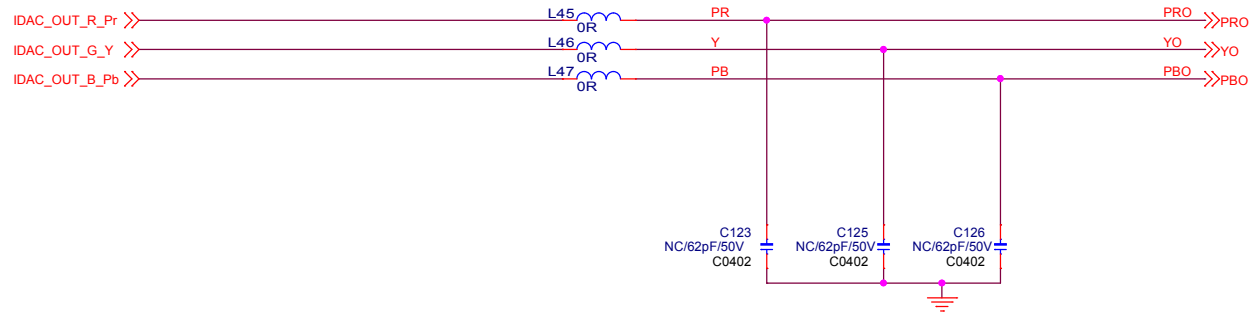 IDAC_OUT_R_Pr
L45
0R
PR
PRO
PRO
IDAC_OUT_G_Y
L46
0R
Y
YO
YO
IDAC_OUT_B_Pb
L47
0R
PB
PBO
PBO
C123
NC/62pF/50V
C0402
C125
NC/62pF/50V
C0402
C126
NC/62pF/50V
C0402